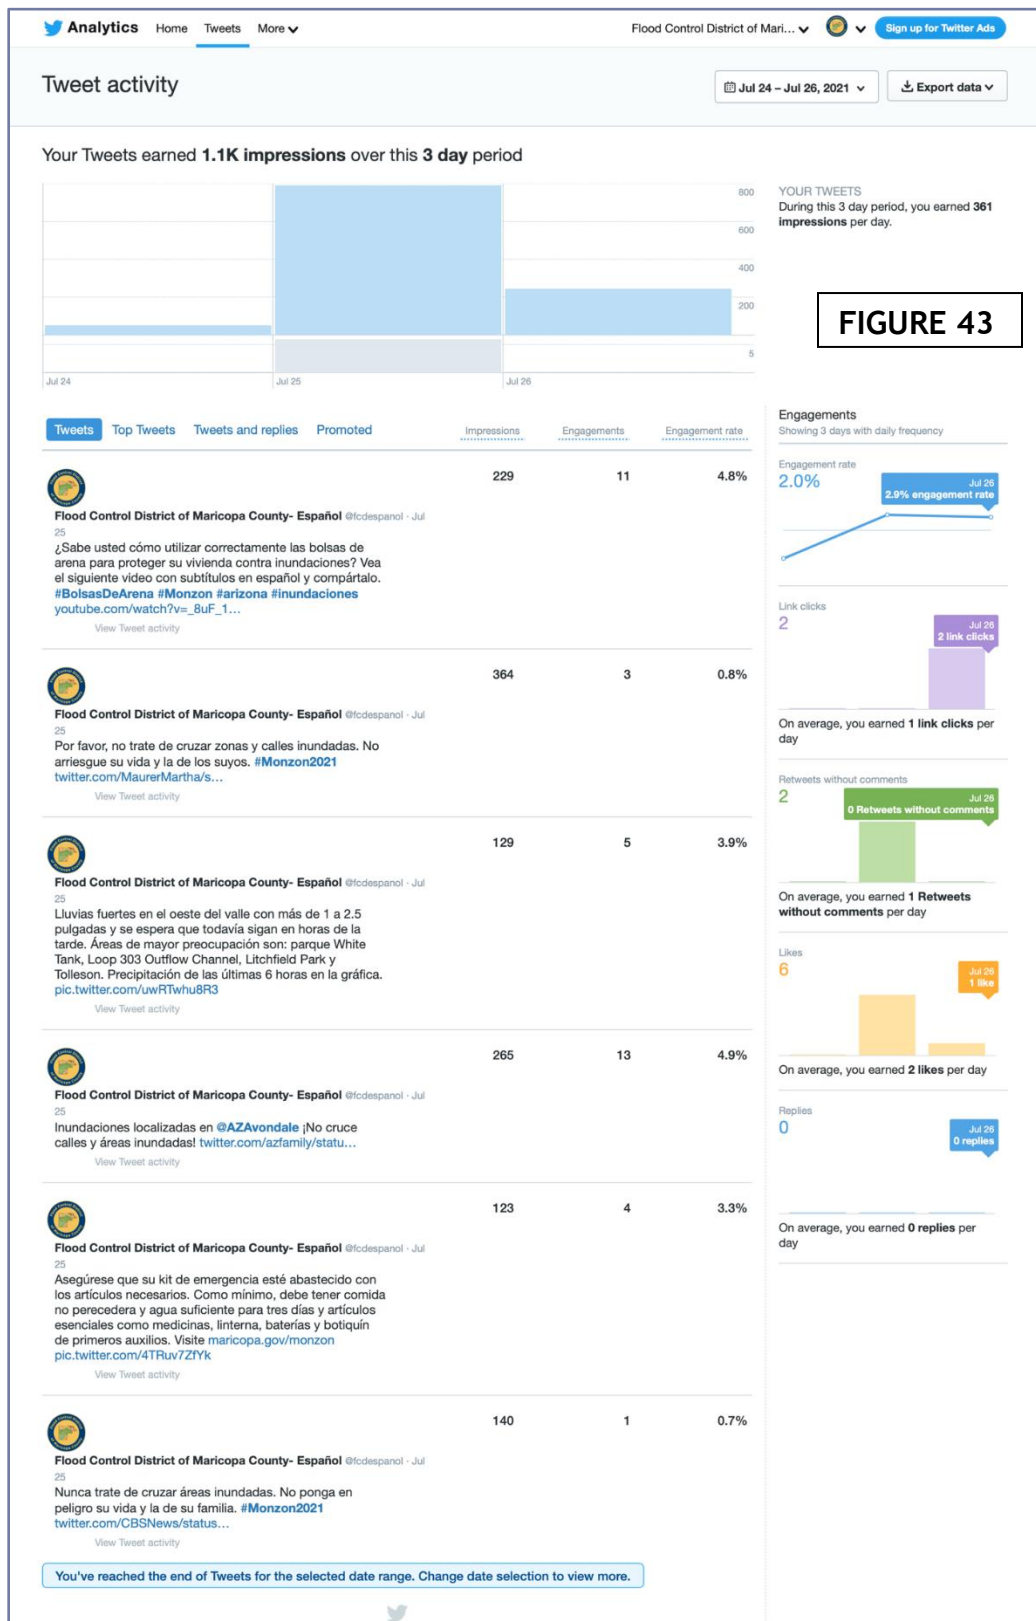 Analytics Home Tweets More
Flood Control District of Mari...
Sign up for Twitter Ads
Tweet activity
Jul 24 – Jul 26, 2021
Export data
Your Tweets earned 1.1K impressions over this 3 day period
800
600
400
200
5
Jul 24
Jul 25
Jul 26
YOUR TWEETS
During this 3 day period, you earned 361
impressions per day.
FIGURE 43
Tweets Top Tweets Tweets and replies Promoted
Impressions Engagements Engagement rate
229 11 4.8%
Flood Control District of Maricopa County- Español @fcdespanol · Jul
25
¿Sabe usted cómo utilizar correctamente las bolsas de
arena para proteger su vivienda contra inundaciones? Vea
el siguiente video con subtítulos en español y compártalo.
#BolsasDeArena #Monzon #arizona #inundaciones
youtube.com/watch?v=_8uF_1...
View Tweet activity
364 3 0.8%
Flood Control District of Maricopa County- Español @fcdespanol · Jul
25
Por favor, no trate de cruzar zonas y calles inundadas. No
arriesgue su vida y la de los suyos. #Monzon2021
twitter.com/MaurerMartha/s...
View Tweet activity
129 5 3.9%
Flood Control District of Maricopa County- Español @fcdespanol · Jul
25
Lluvias fuertes en el oeste del valle con más de 1 a 2.5
pulgadas y se espera que todavía sigan en horas de la
tarde. Áreas de mayor preocupación son: parque White
Tank, Loop 303 Outflow Channel, Litchfield Park y
Tolleson. Precipitación de las últimas 6 horas en la gráfica.
pic.twitter.com/uwRTwhu8R3
View Tweet activity
265 13 4.9%
Flood Control District of Maricopa County- Español @fcdespanol · Jul
25
Inundaciones localizadas en @AZAvondale ¡No cruce
calles y áreas inundadas! twitter.com/azfamily/statu...
View Tweet activity
123 4 3.3%
Flood Control District of Maricopa County- Español @fcdespanol · Jul
25
Asegúrese que su kit de emergencia esté abastecido con
los artículos necesarios. Como mínimo, debe tener comida
no perecedera y agua suficiente para tres días y artículos
esenciales como medicinas, linterna, baterías y botiquín
de primeros auxilios. Visite maricopa.gov/monzon
pic.twitter.com/4TRuv7ZfYk
View Tweet activity
140 1 0.7%
Flood Control District of Maricopa County- Español @fcdespanol · Jul
25
Nunca trate de cruzar áreas inundadas. No ponga en
peligro su vida y la de su familia. #Monzon2021
twitter.com/CBSNews/status...
View Tweet activity
You've reached the end of Tweets for the selected date range. Change date selection to view more.
Engagements
Showing 3 days with daily frequency
Engagement rate
2.0%
Jul 26
2.9% engagement rate
Link clicks
2
Jul 26
2 link clicks
On average, you earned 1 link clicks per
day
Retweets without comments
2
Jul 26
0 Retweets without comments
On average, you earned 1 Retweets
without comments per day
Likes
6
Jul 26
1 like
On average, you earned 2 likes per day
Replies
0
Jul 26
0 replies
On average, you earned 0 replies per
day